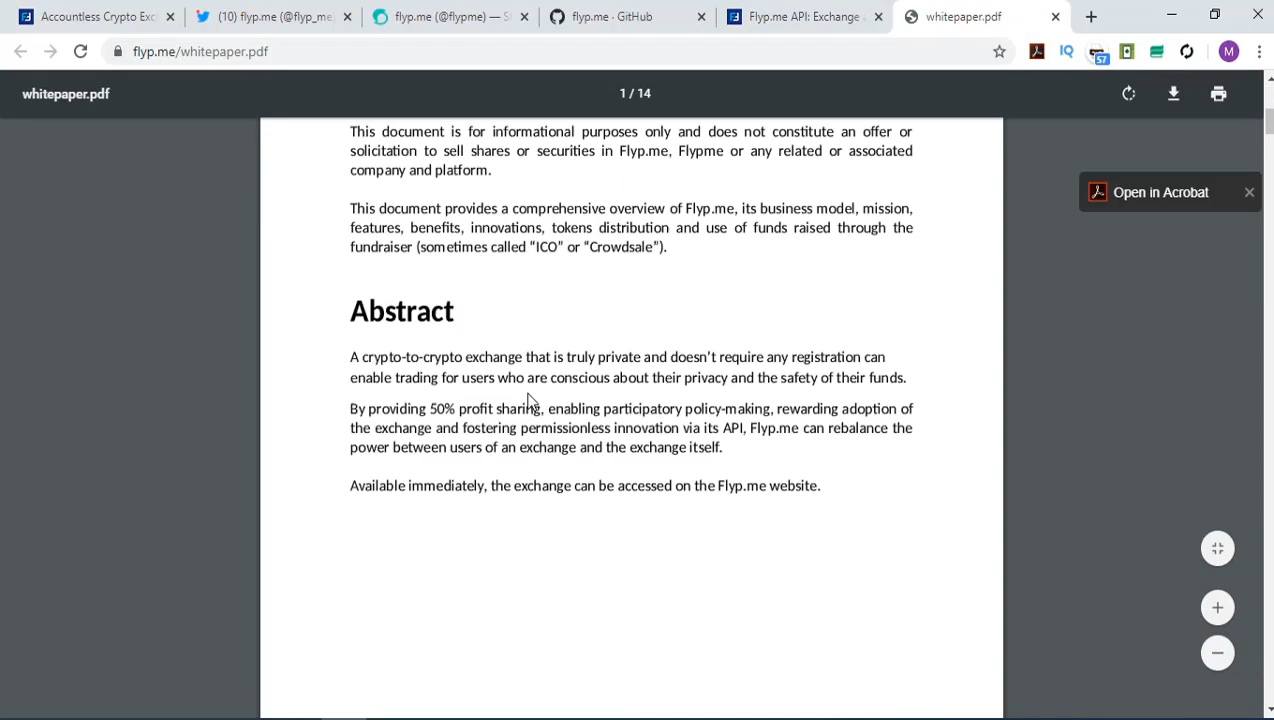 Accountless Crypto Exc
(10) flyp.me (@flyp_me)
flyp.me (@flypme) — S
flyp.me · GitHub
Flyp.me API: Exchange
whitepaper.pdf
flyp.me/whitepaper.pdf
IQ
57
M
whitepaper.pdf
1 / 14
Open in Acrobat
This document is for informational purposes only and does not constitute an offer or
solicitation to sell shares or securities in Flyp.me, Flypme or any related or associated
company and platform.
This document provides a comprehensive overview of Flyp.me, its business model, mission,
features, benefits, innovations, tokens distribution and use of funds raised through the
fundraiser (sometimes called “ICO” or “Crowdsale”).
Abstract
A crypto-to-crypto exchange that is truly private and doesn’t require any registration can
enable trading for users who are conscious about their privacy and the safety of their funds.
By providing 50% profit sharing, enabling participatory policy-making, rewarding adoption of
the exchange and fostering permissionless innovation via its API, Flyp.me can rebalance the
power between users of an exchange and the exchange itself.
Available immediately, the exchange can be accessed on the Flyp.me website.